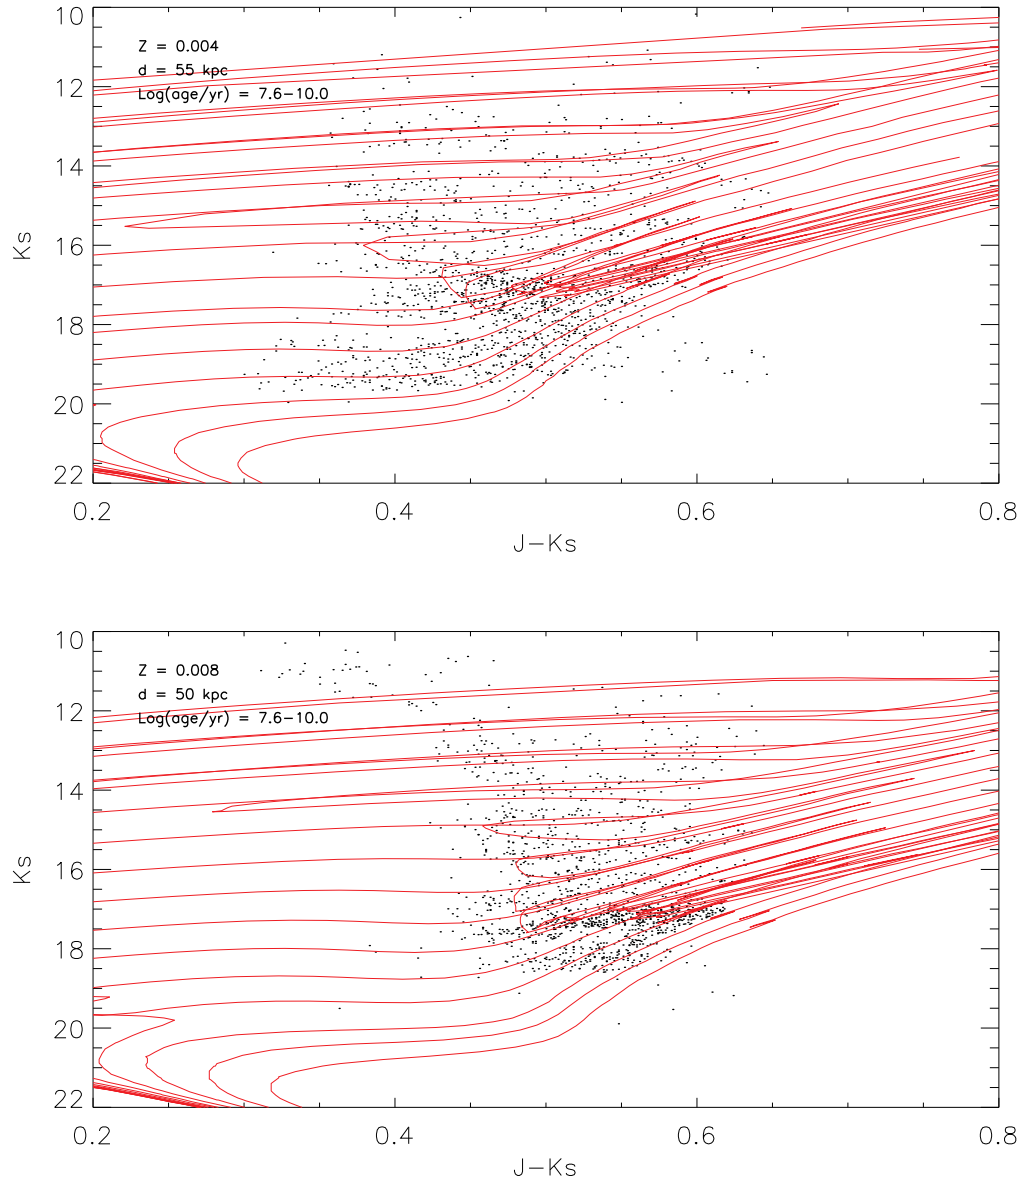 10
12
14
16
18
20
22
Ks
Z = 0.004
d = 55 kpc
Log(age/yr) = 7.6−10.0
0.2 0.4 0.6 0.8
J−Ks
10
12
14
16
18
20
22
Ks
Z = 0.008
d = 50 kpc
Log(age/yr) = 7.6−10.0
0.2 0.4 0.6 0.8
J−Ks